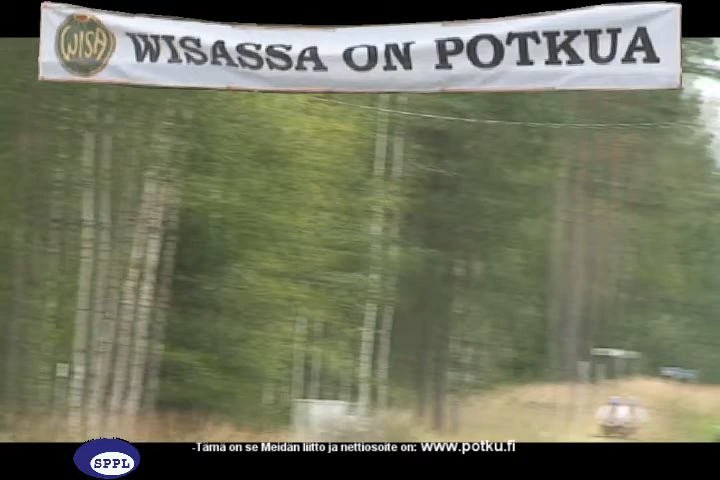 WISA
WISASSA ON POTKUA
-Tämä on se Meidän liitto ja nettiosoite on: www.potku.fi
SPPL